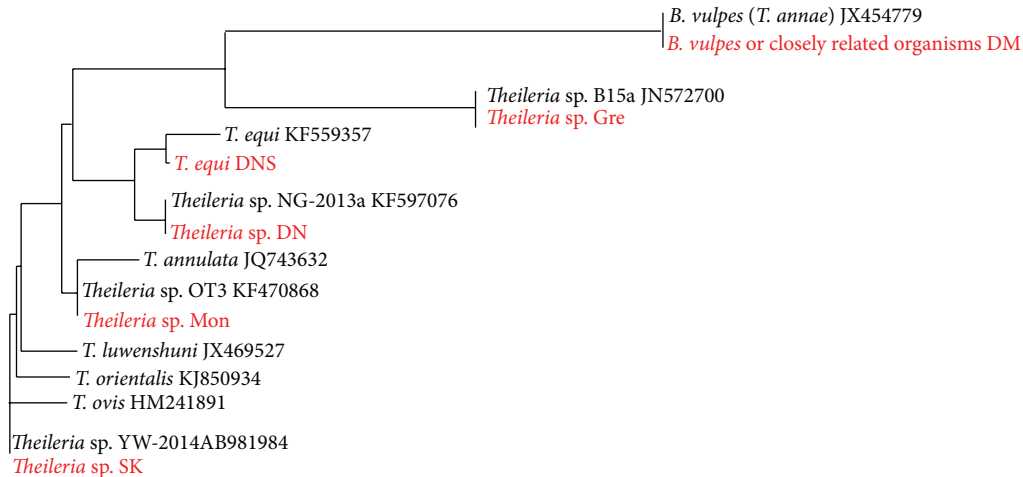 B. vulpes (T. annae) JX454779
B. vulpes or closely related organisms DM
Theileria sp. B15a JN572700
Theileria sp. Gre
T. equi KF559357
T. equi DNS
Theileria sp. NG-2013a KF597076
Theileria sp. DN
T. annulata JQ743632
Theileria sp. OT3 KF470868
Theileria sp. Mon
T. luwenshuni JX469527
T. orientalis KJ850934
T. ovis HM241891
Theileria sp. YW-2014AB981984
Theileria sp. SK